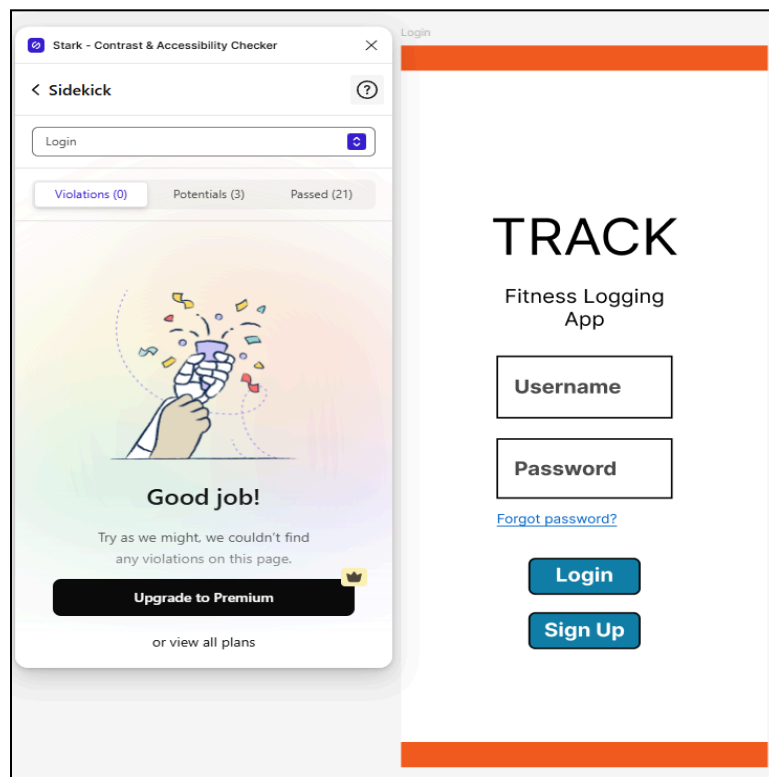 Stark - Contrast & Accessibility Checker
Sidekick
Login
Violations (0) Potentials (3) Passed (21)
Good job!
Try as we might, we couldn't find
any violations on this page.
Upgrade to Premium
or view all plans
Login
TRACK
Fitness Logging
App
Username
Password
Forgot password?
Login
Sign Up